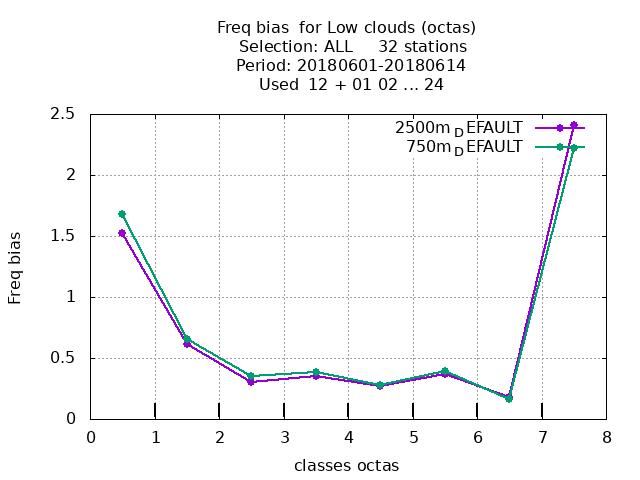 Freq bias  for Low clouds (octas)
Selection: ALL     32 stations
Period: 20180601-20180614
Used  12 + 01 02 ... 24
2500m_DEFAULT
750m_DEFAULT
2.5
2
1.5
1
0.5
0
Freq bias
0 1 2 3 4 5 6 7 8
classes octas